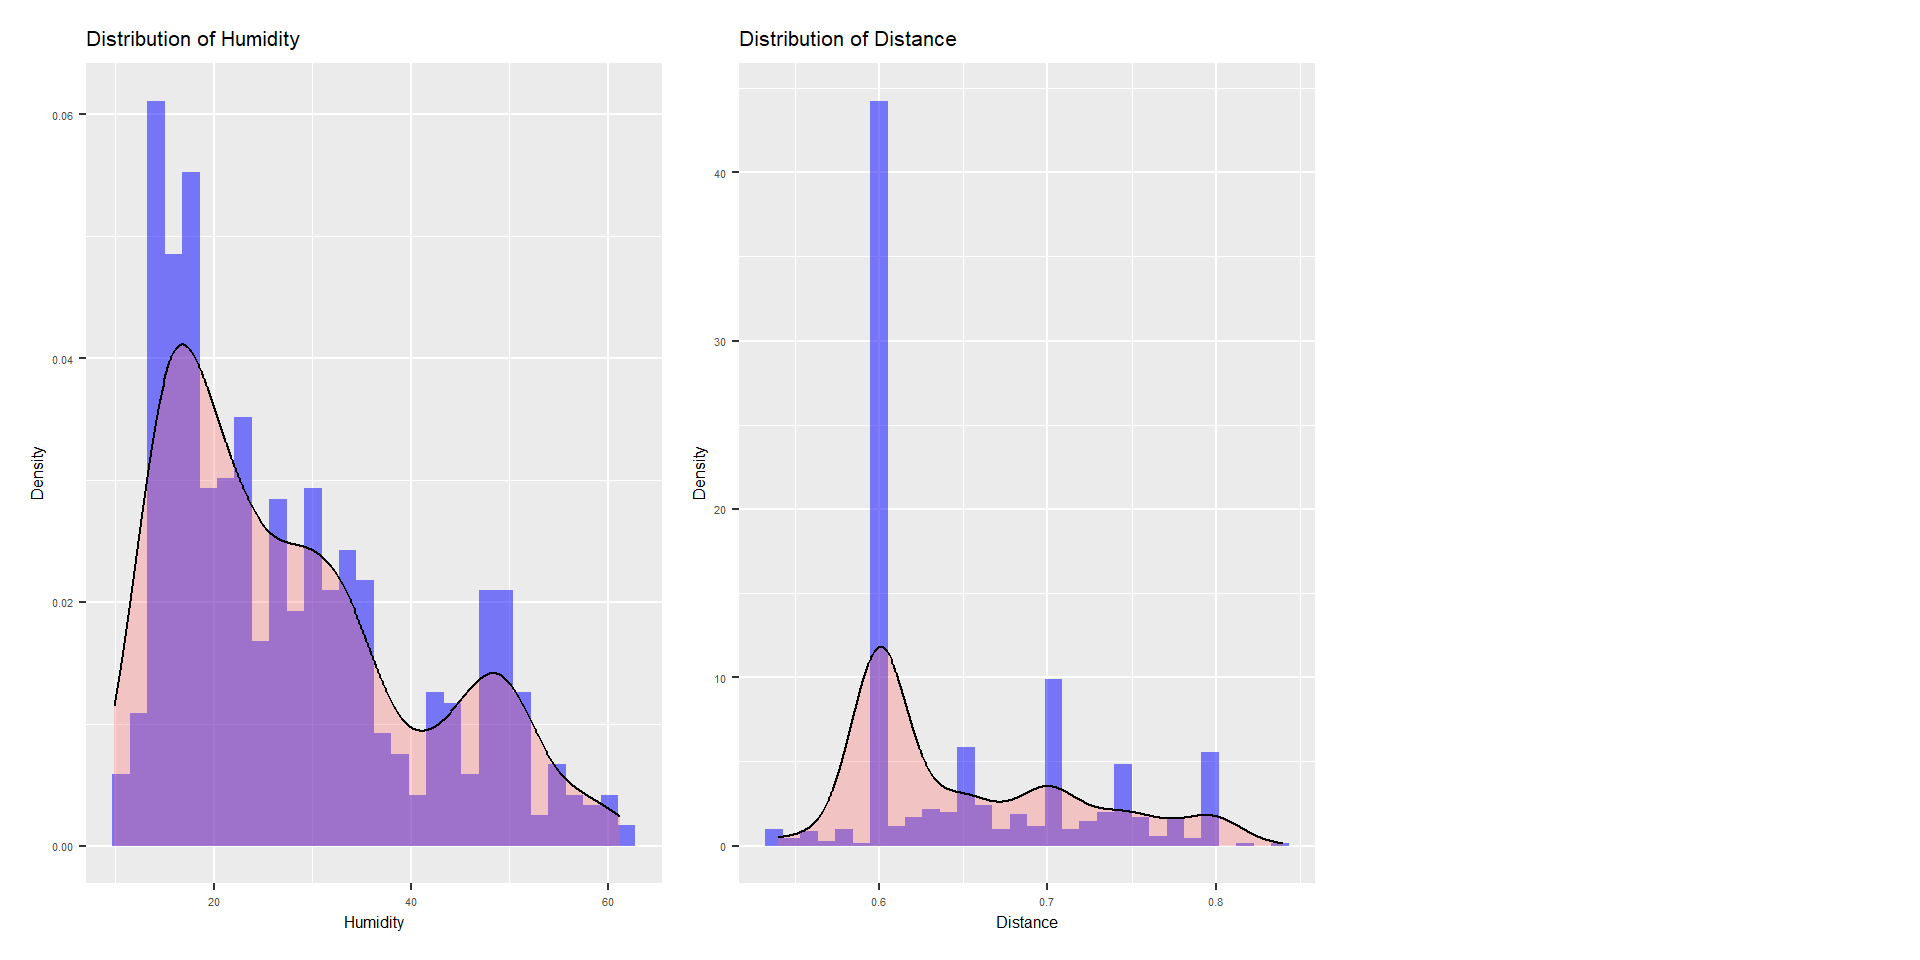 Distribution of Humidity
Density
0.06
0.04
0.02
0.00
20 40 60
Humidity
Distribution of Distance
Density
40
30
20
10
0
0.6 0.7 0.8
Distance